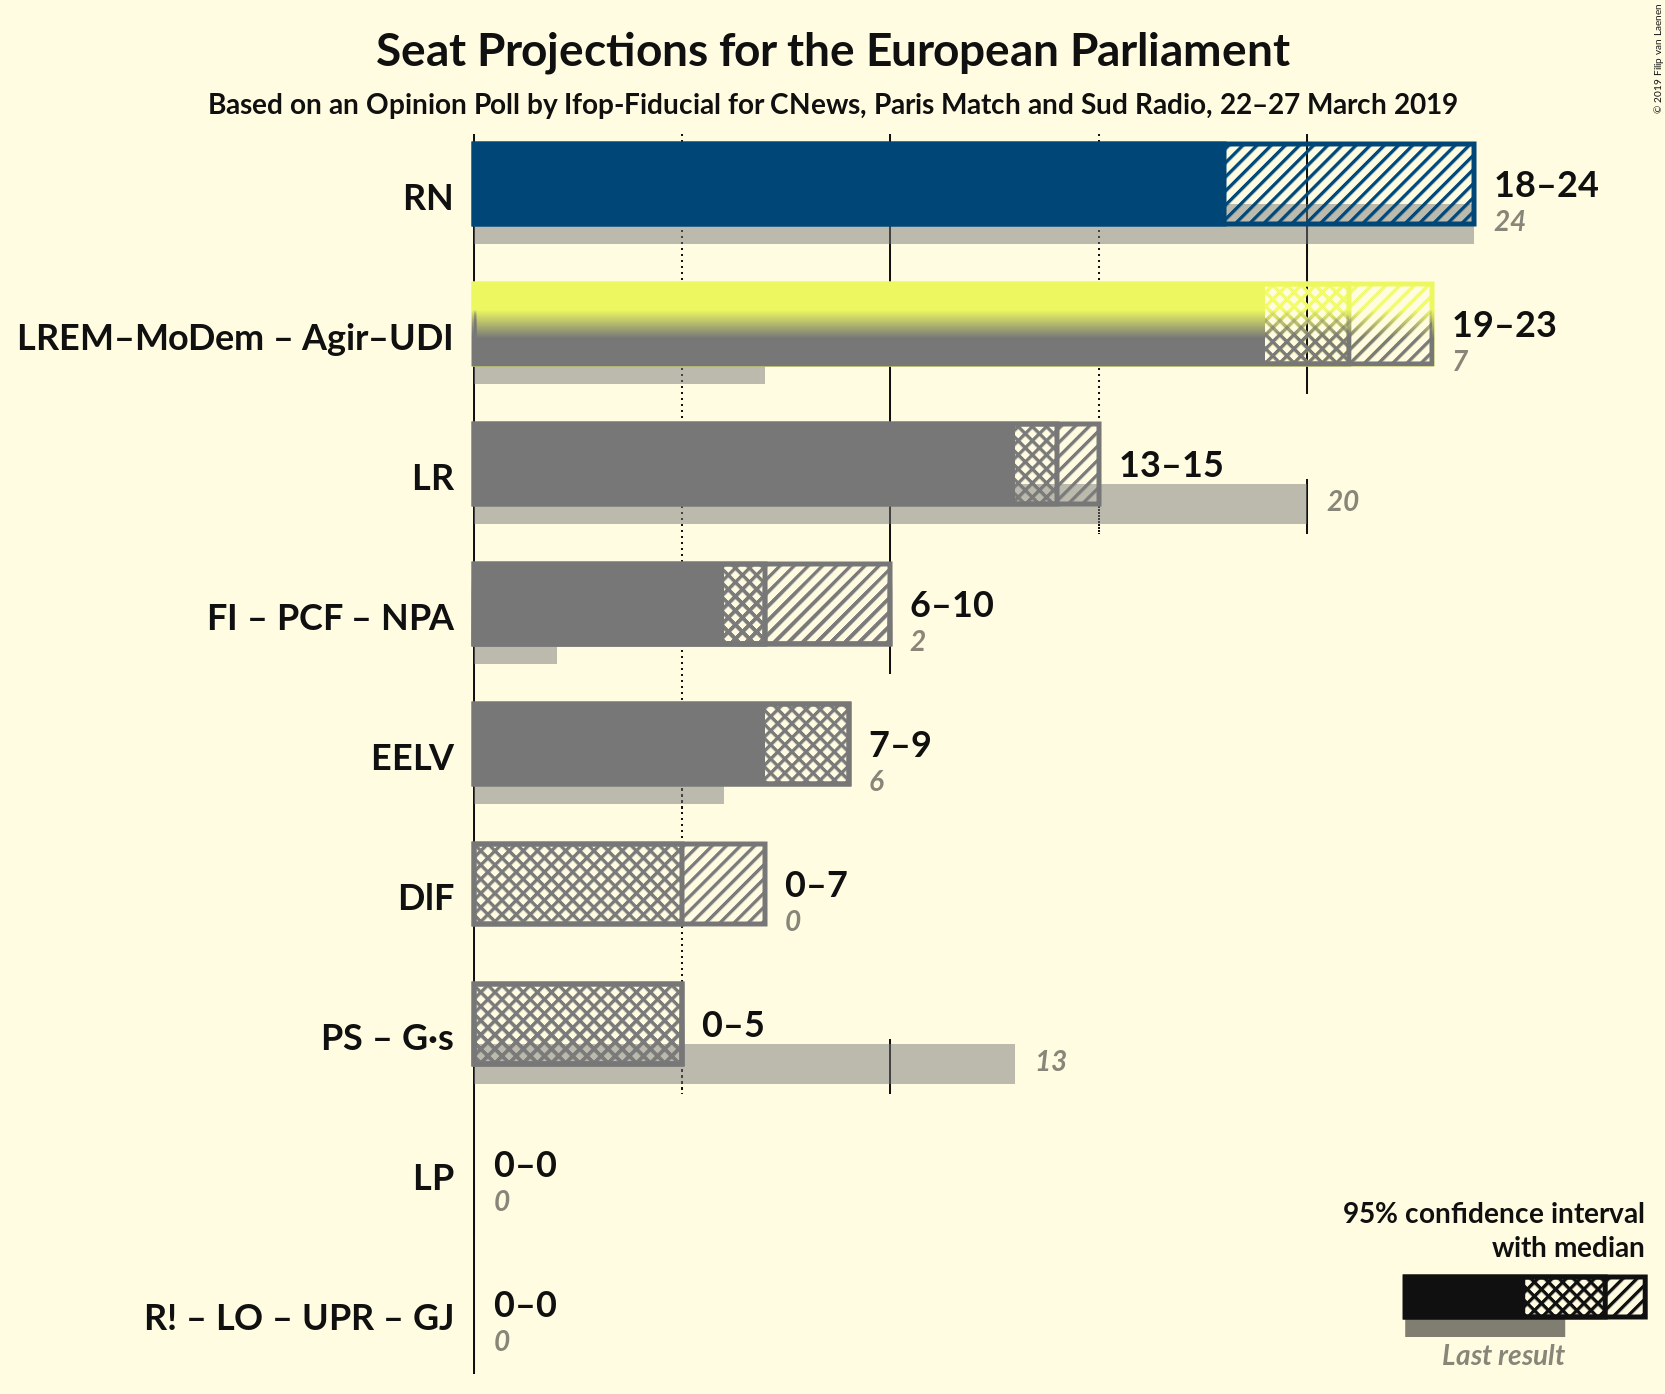 Seat Projections for the European Parliament
Based on an Opinion Poll by Ifop-Fiducial for CNews, Paris Match and Sud Radio, 22–27 March 2019
© 2019 Filip van Laenen
RN
18–24
24
LREM–MoDem – Agir–UDI
19–23
7
LR
13–15
20
FI – PCF – NPA
6–10
2
EELV
7–9
6
DlF
0–7
0
PS – G·s
0–5
13
LP
0–0
0
R! – LO – UPR – GJ
0–0
0
95% confidence interval
with median
Last result